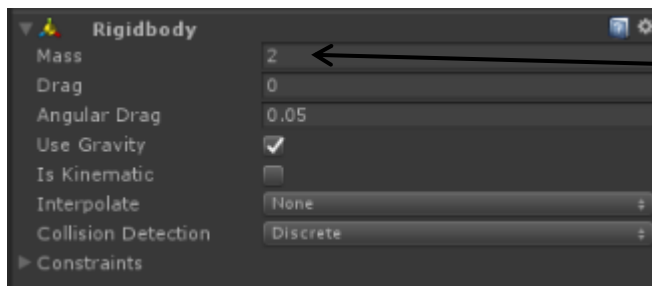 Rigidbody
Mass 2
Drag 0
Angular Drag 0.05
Use Gravity
Is Kinematic
Interpolate None
Collision Detection Discrete
Constraints